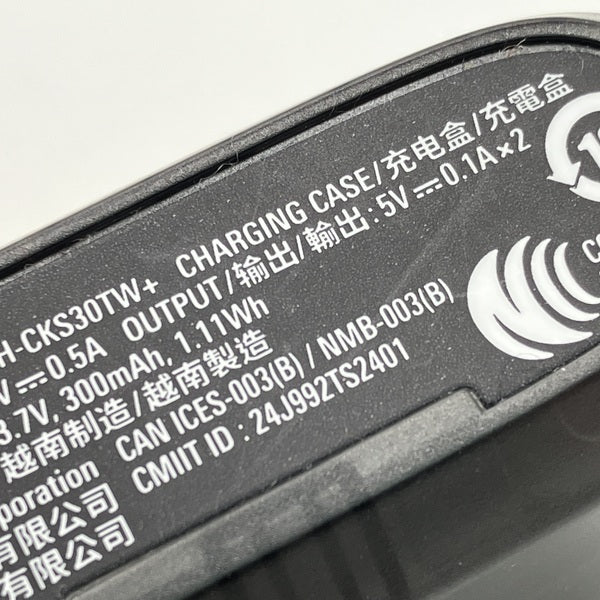 H-CKS30TW+ CHARGING CASE/充电盒/充電盒
V⎓0.5A OUTPUT/输出/輸出:5V⎓0.1A×2
3.7V, 300mAh, 1.11Wh
越南制造/越南製造
CAN ICES-003(B) / NMB-003(B)
poration CMIIT ID : 24J992TS2401
有限公司
有限公司